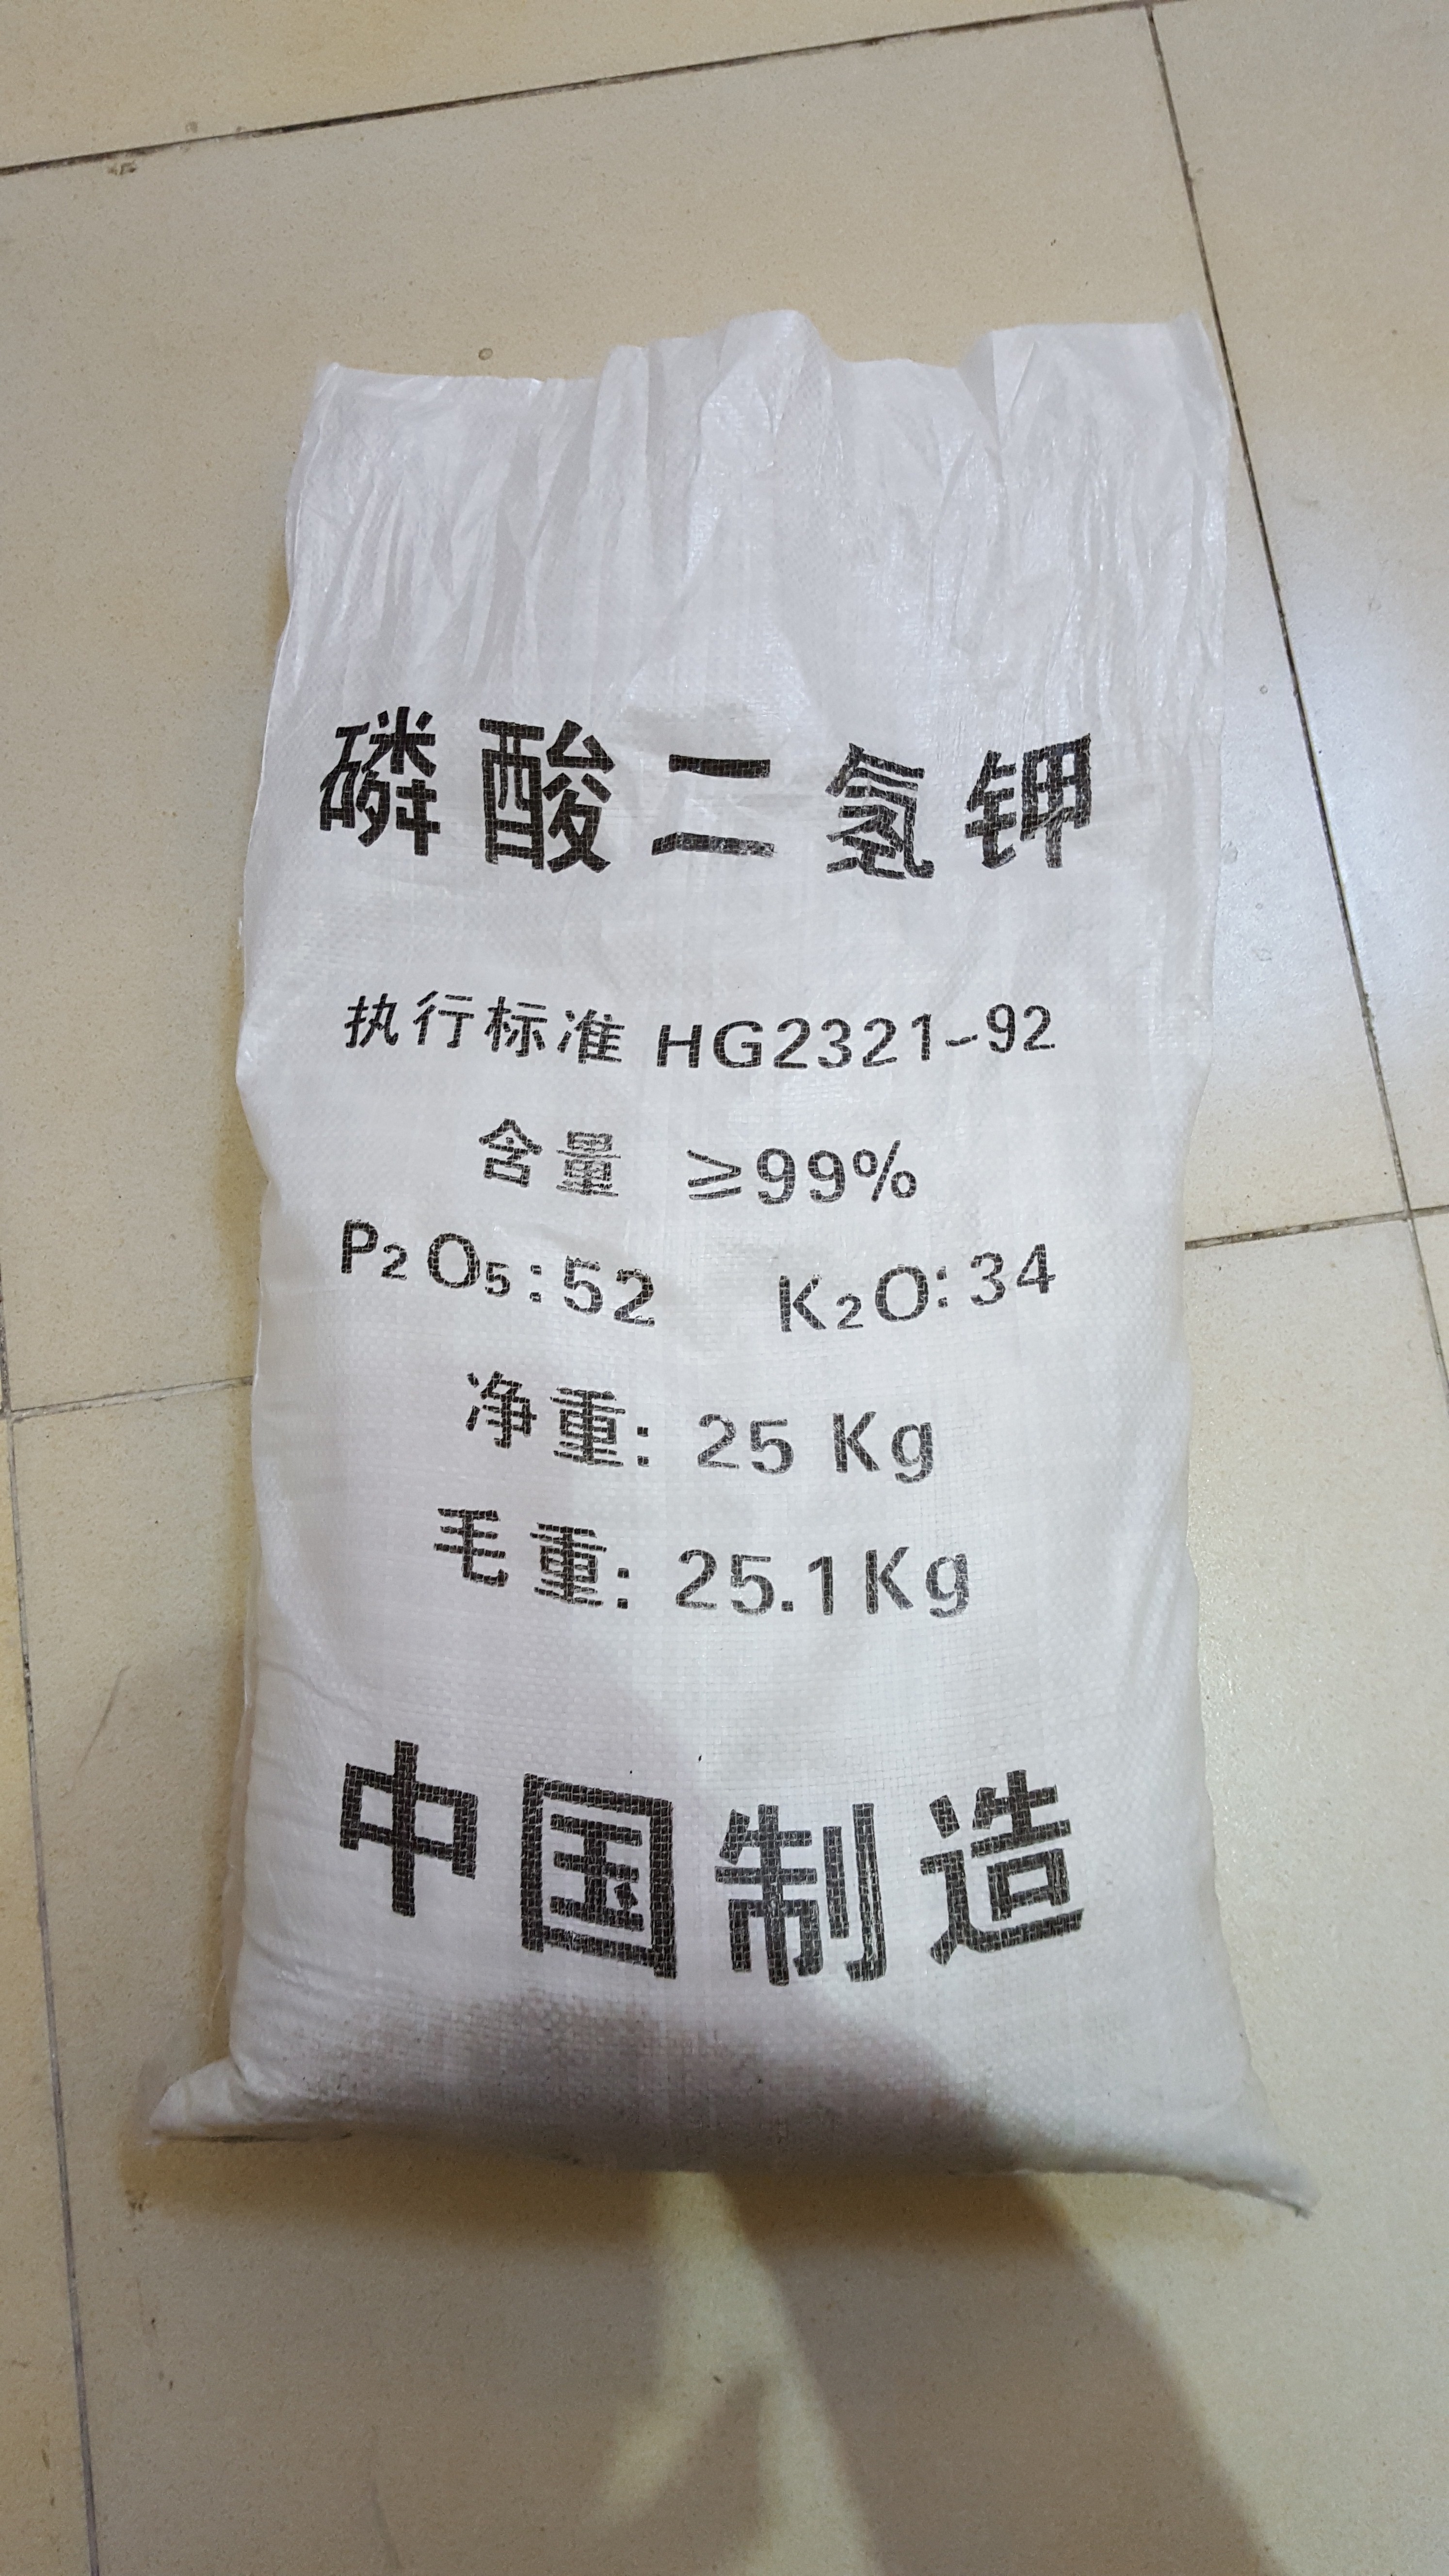 磷酸二氢钾
执行标准 HG2321-92
含量 ≥99%
P₂O₅:52 K₂O:34
净重: 25 Kg
毛重: 25.1Kg
中国制造